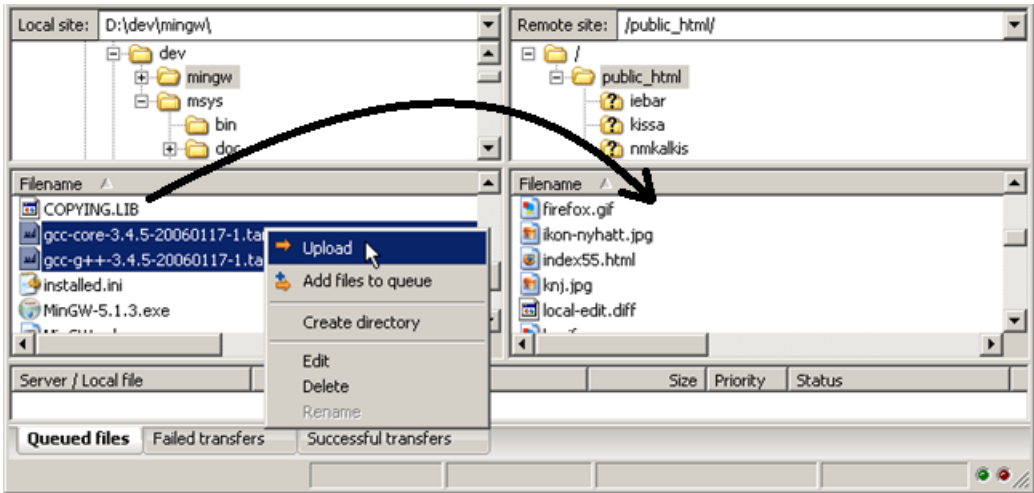 Local site: D:\dev\mingw\
dev
mingw
msys
bin
doc
Filename
COPYING.LIB
gcc-core-3.4.5-20060117-1.ta
gcc-g++-3.4.5-20060117-1.ta
installed.ini
MinGW-5.1.3.exe
Upload
Add files to queue
Create directory
Edit
Delete
Rename
Remote site: /public_html/
/
public_html
iebar
kissa
nmkalkis
Filename
firefox.gif
ikon-nyhatt.jpg
index55.html
knj.jpg
local-edit.diff
Server / Local file Size Priority Status
Queued files Failed transfers Successful transfers